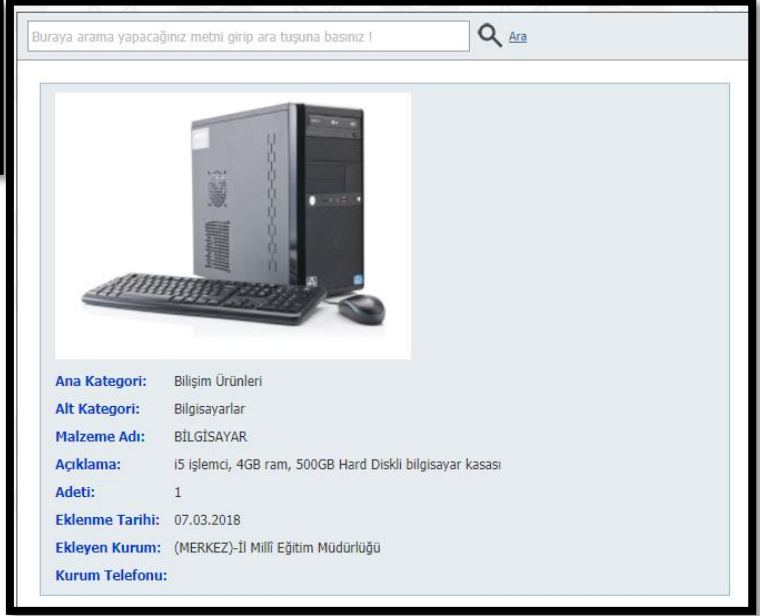 Buraya arama yapacağınız metni girip ara tuşuna basınız !
Ara
Ana Kategori: Bilişim Ürünleri
Alt Kategori: Bilgisayarlar
Malzeme Adı: BİLGİSAYAR
Açıklama: i5 işlemci, 4GB ram, 500GB Hard Diskli bilgisayar kasası
Adeti: 1
Eklenme Tarihi: 07.03.2018
Ekleyen Kurum: (MERKEZ)-İl Millî Eğitim Müdürlüğü
Kurum Telefonu: